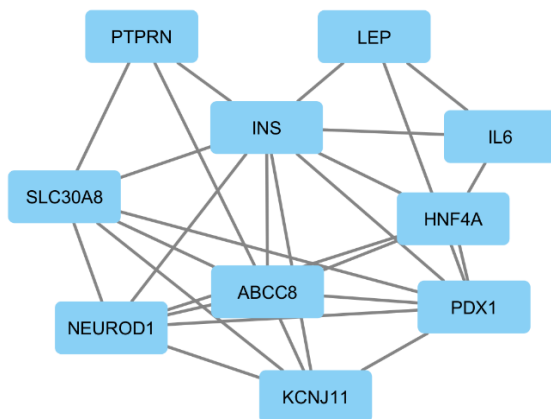 PTPRN
LEP
INS
IL6
SLC30A8
HNF4A
ABCC8
PDX1
NEUROD1
KCNJ11